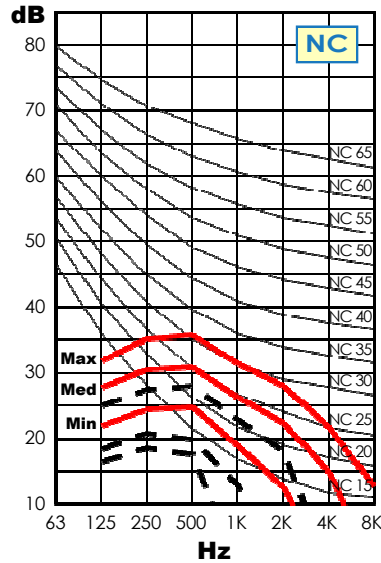 dB
NC
80
70
60
50
40
30
20
10
NC 65
NC 60
NC 55
NC 50
NC 45
NC 40
NC 35
NC 30
NC 25
NC 20
NC 15
Max
Med
Min
63 125 250 500 1K 2K 4K 8K
Hz